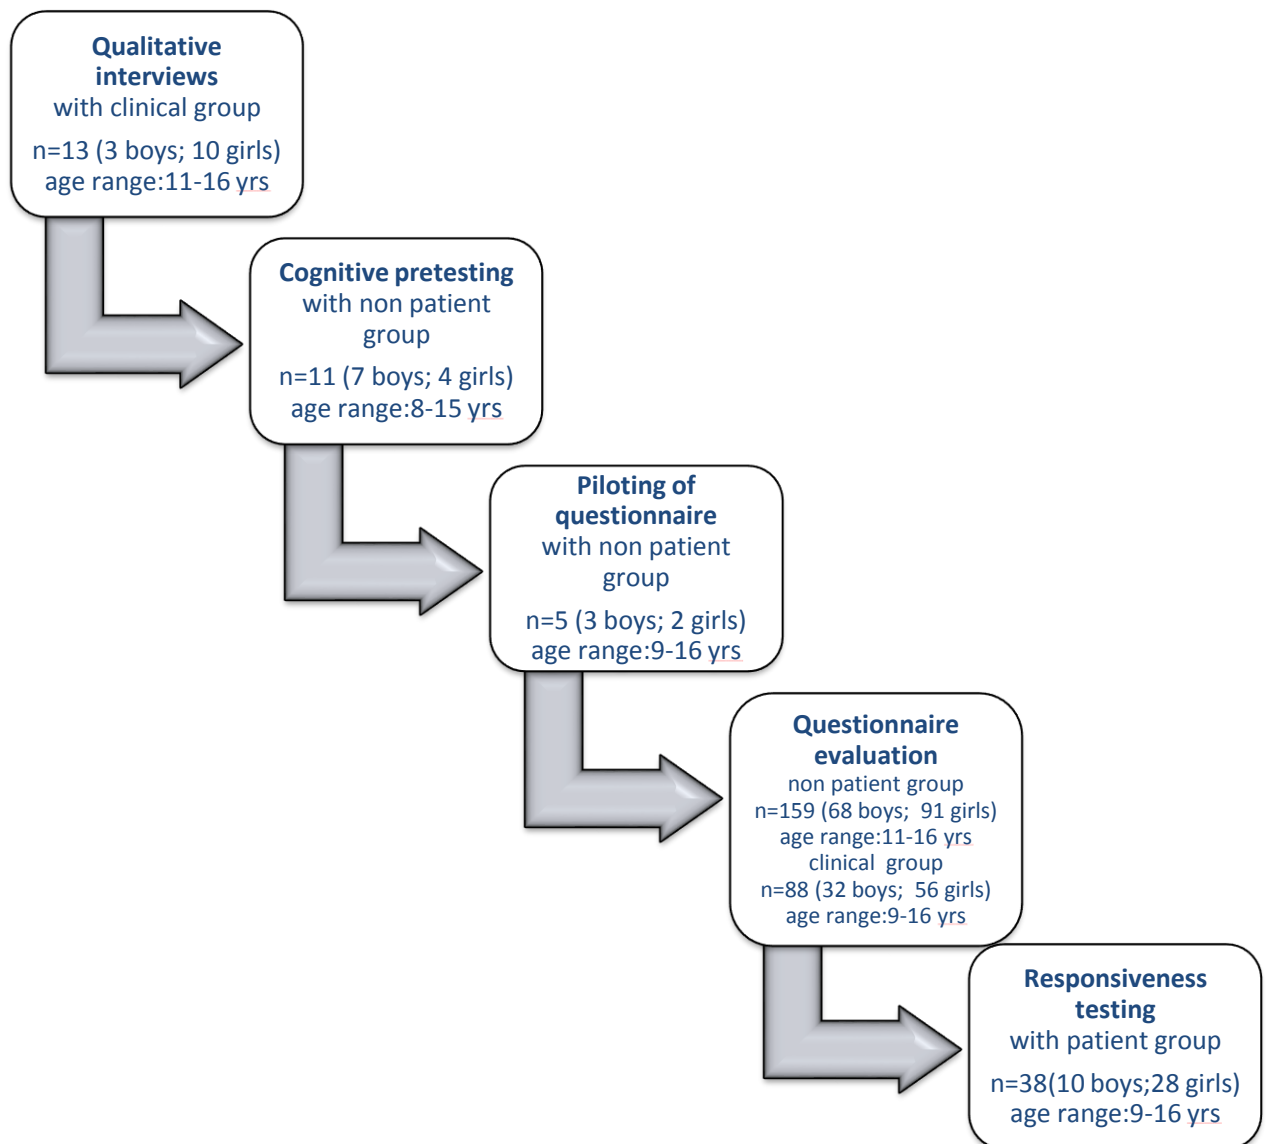 Qualitative
interviews
with clinical group
n=13 (3 boys; 10 girls)
age range:11-16 yrs
Cognitive pretesting
with non patient
group
n=11 (7 boys; 4 girls)
age range:8-15 yrs
Piloting of
questionnaire
with non patient
group
n=5 (3 boys; 2 girls)
age range:9-16 yrs
Questionnaire
evaluation
non patient group
n=159 (68 boys;  91 girls)
age range:11-16 yrs
clinical  group
n=88 (32 boys;  56 girls)
age range:9-16 yrs
Responsiveness
testing
with patient group
n=38(10 boys;28 girls)
age range:9-16 yrs